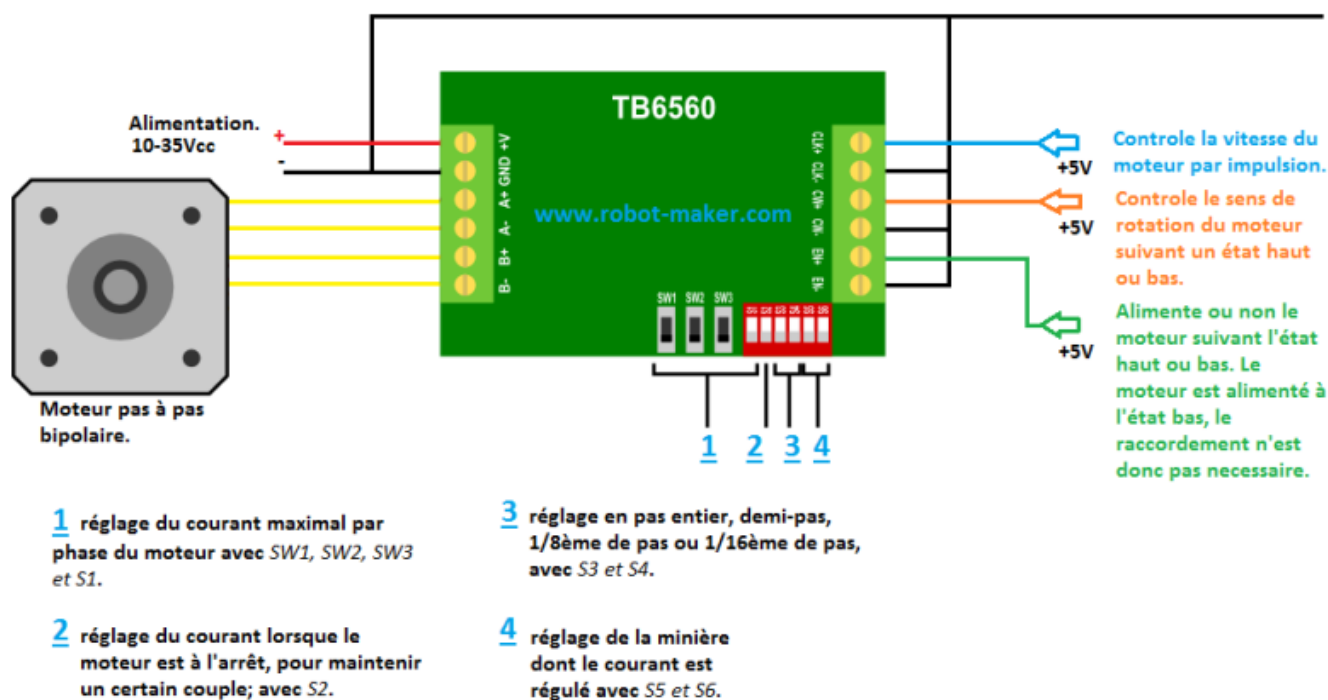 TB6560
Alimentation.
10-35Vcc
+
-
+V
GND
A+
A-
B+
B-
CLK+
CLK-
CW+
CW-
EN+
EN-
www.robot-maker.com
SW1 SW2 SW3
S1 S2 S3 S4 S5 S6
+5V
Controle la vitesse du
moteur par impulsion.
+5V
Controle le sens de
rotation du moteur
suivant un état haut
ou bas.
+5V
Alimente ou non le
moteur suivant l'état
haut ou bas. Le
moteur est alimenté à
l'état bas, le
raccordement n'est
donc pas necessaire.
Moteur pas à pas
bipolaire.
1 2 3 4
1 réglage du courant maximal par
phase du moteur avec SW1, SW2, SW3
et S1.
2 réglage du courant lorsque le
moteur est à l'arrêt, pour maintenir
un certain couple; avec S2.
3 réglage en pas entier, demi-pas,
1/8ème de pas ou 1/16ème de pas,
avec S3 et S4.
4 réglage de la minière
dont le courant est
régulé avec S5 et S6.